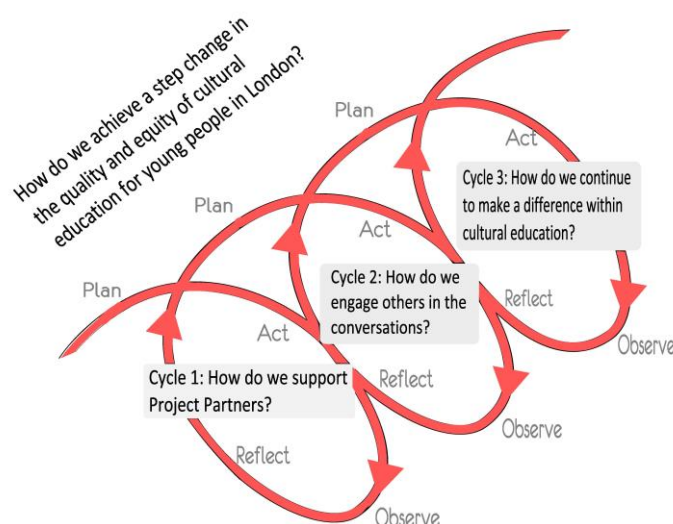 How do we achieve a step change in
the quality and equity of cultural
education for young people in London?
Plan
Act
Cycle 3: How do we continue
to make a difference within
cultural education?
Reflect
Observe
Plan
Act
Cycle 2: How do we
engage others in the
conversations?
Reflect
Observe
Plan
Act
Cycle 1: How do we support
Project Partners?
Reflect
Observe